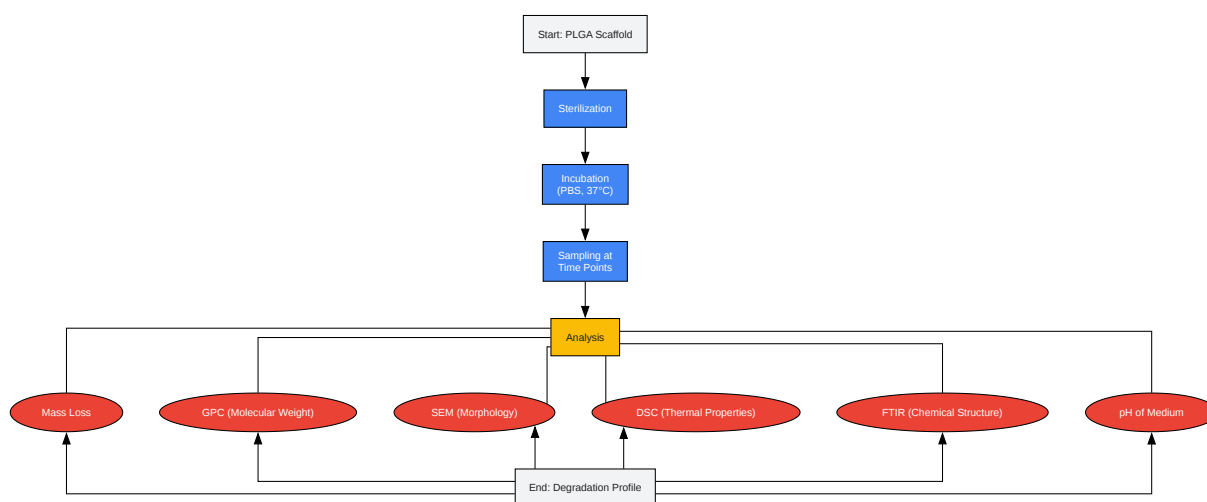 Start: PLGA Scaffold
Sterilization
Incubation
(PBS, 37°C)
Sampling at
Time Points
Analysis
Mass Loss
GPC (Molecular Weight)
SEM (Morphology)
DSC (Thermal Properties)
FTIR (Chemical Structure)
pH of Medium
End: Degradation Profile